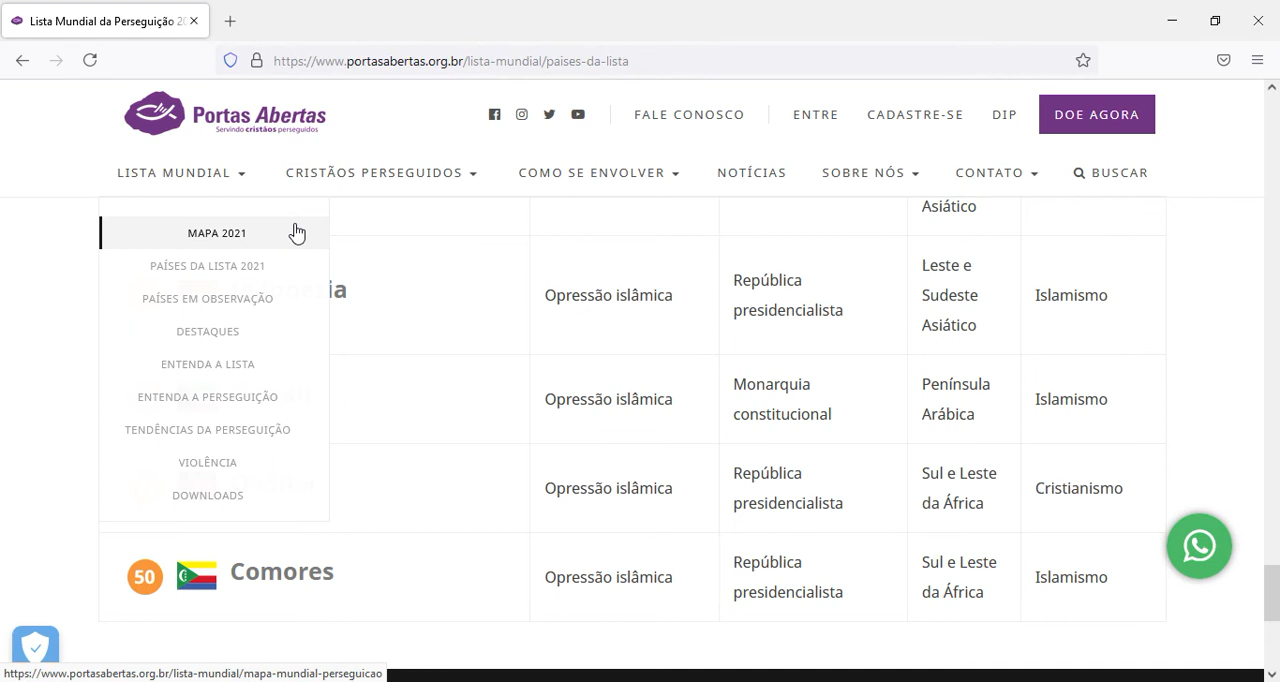 Lista Mundial da Perseguição 20
https://www.portasabertas.org.br/lista-mundial/paises-da-lista
Portas Abertas
Servindo cristãos perseguidos
FALE CONOSCO
ENTRE
CADASTRE-SE
DIP
DOE AGORA
LISTA MUNDIAL
CRISTÃOS PERSEGUIDOS
COMO SE ENVOLVER
NOTÍCIAS
SOBRE NÓS
CONTATO
BUSCAR
MAPA 2021
PAÍSES DA LISTA 2021
PAÍSES EM OBSERVAÇÃO
DESTAQUES
ENTENDA A LISTA
ENTENDA A PERSEGUIÇÃO
TENDÊNCIAS DA PERSEGUIÇÃO
VIOLÊNCIA
DOWNLOADS
Asiático
Opressão islâmica
República
presidencialista
Leste e
Sudeste
Asiático
Islamismo
Opressão islâmica
Monarquia
constitucional
Península
Arábica
Islamismo
Opressão islâmica
República
presidencialista
Sul e Leste
da África
Cristianismo
50
Comores
Opressão islâmica
República
presidencialista
Sul e Leste
da África
Islamismo
https://www.portasabertas.org.br/lista-mundial/mapa-mundial-perseguicao